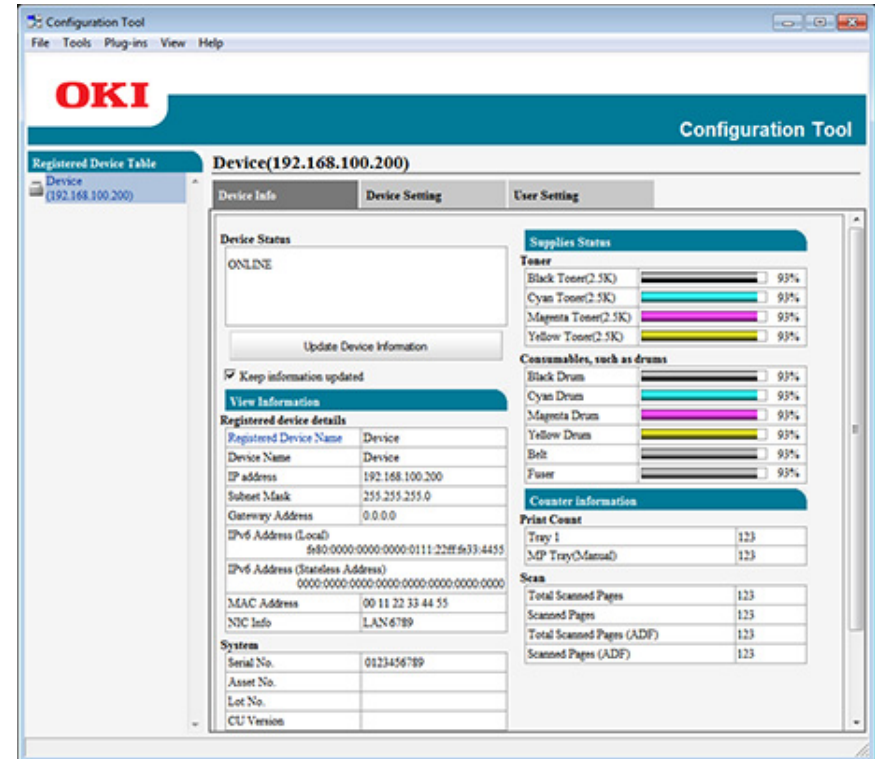 Configuration Tool
File Tools Plug-ins View Help
OKI
Configuration Tool
Registered Device Table
Device
(192.168.100.200)
Device(192.168.100.200)
Device Info Device Setting User Setting
Device Status
ONLINE
Update Device Information
Keep information updated
View Information
Registered device details
Registered Device Name Device
Device Name Device
IP address 192.168.100.200
Subnet Mask 255.255.255.0
Gateway Address 0.0.0.0
IPv6 Address (Local)
fe80:0000:0000:0000:0111:22ff:fe33:4455
IPv6 Address (Stateless Address)
0000:0000:0000:0000:0000:0000:0000:0000
MAC Address 00 11 22 33 44 55
NIC Info LAN 6789
System
Serial No. 0123456789
Asset No.
Lot No.
CU Version
Supplies Status
Toner
Black Toner(2.5K) 93%
Cyan Toner(2.5K) 93%
Magenta Toner(2.5K) 93%
Yellow Toner(2.5K) 93%
Consumables, such as drums
Black Drum 93%
Cyan Drum 93%
Magenta Drum 93%
Yellow Drum 93%
Belt 93%
Fuser 93%
Counter information
Print Count
Tray 1 123
MP Tray(Manual) 123
Scan
Total Scanned Pages 123
Scanned Pages 123
Total Scanned Pages (ADF) 123
Scanned Pages (ADF) 123